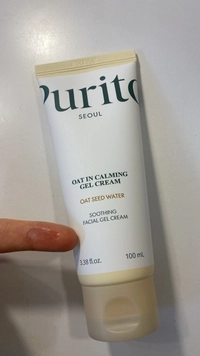 Purito
SEOUL
OAT IN CALMING
GEL CREAM
OAT SEED WATER
SOOTHING
FACIAL GEL CREAM
3.38 fl.oz. 100 mL